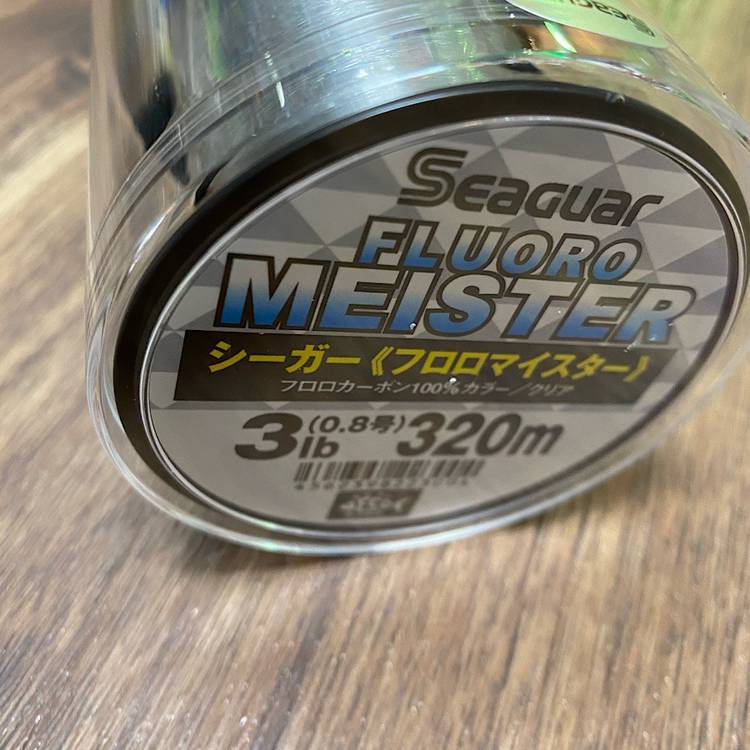 SEAGUAR
Seaguar
FLUORO
MEISTER
シーガー《フロロマイスター》
フロロカーボン100%カラー/クリア
3lb (0.8号) 320m